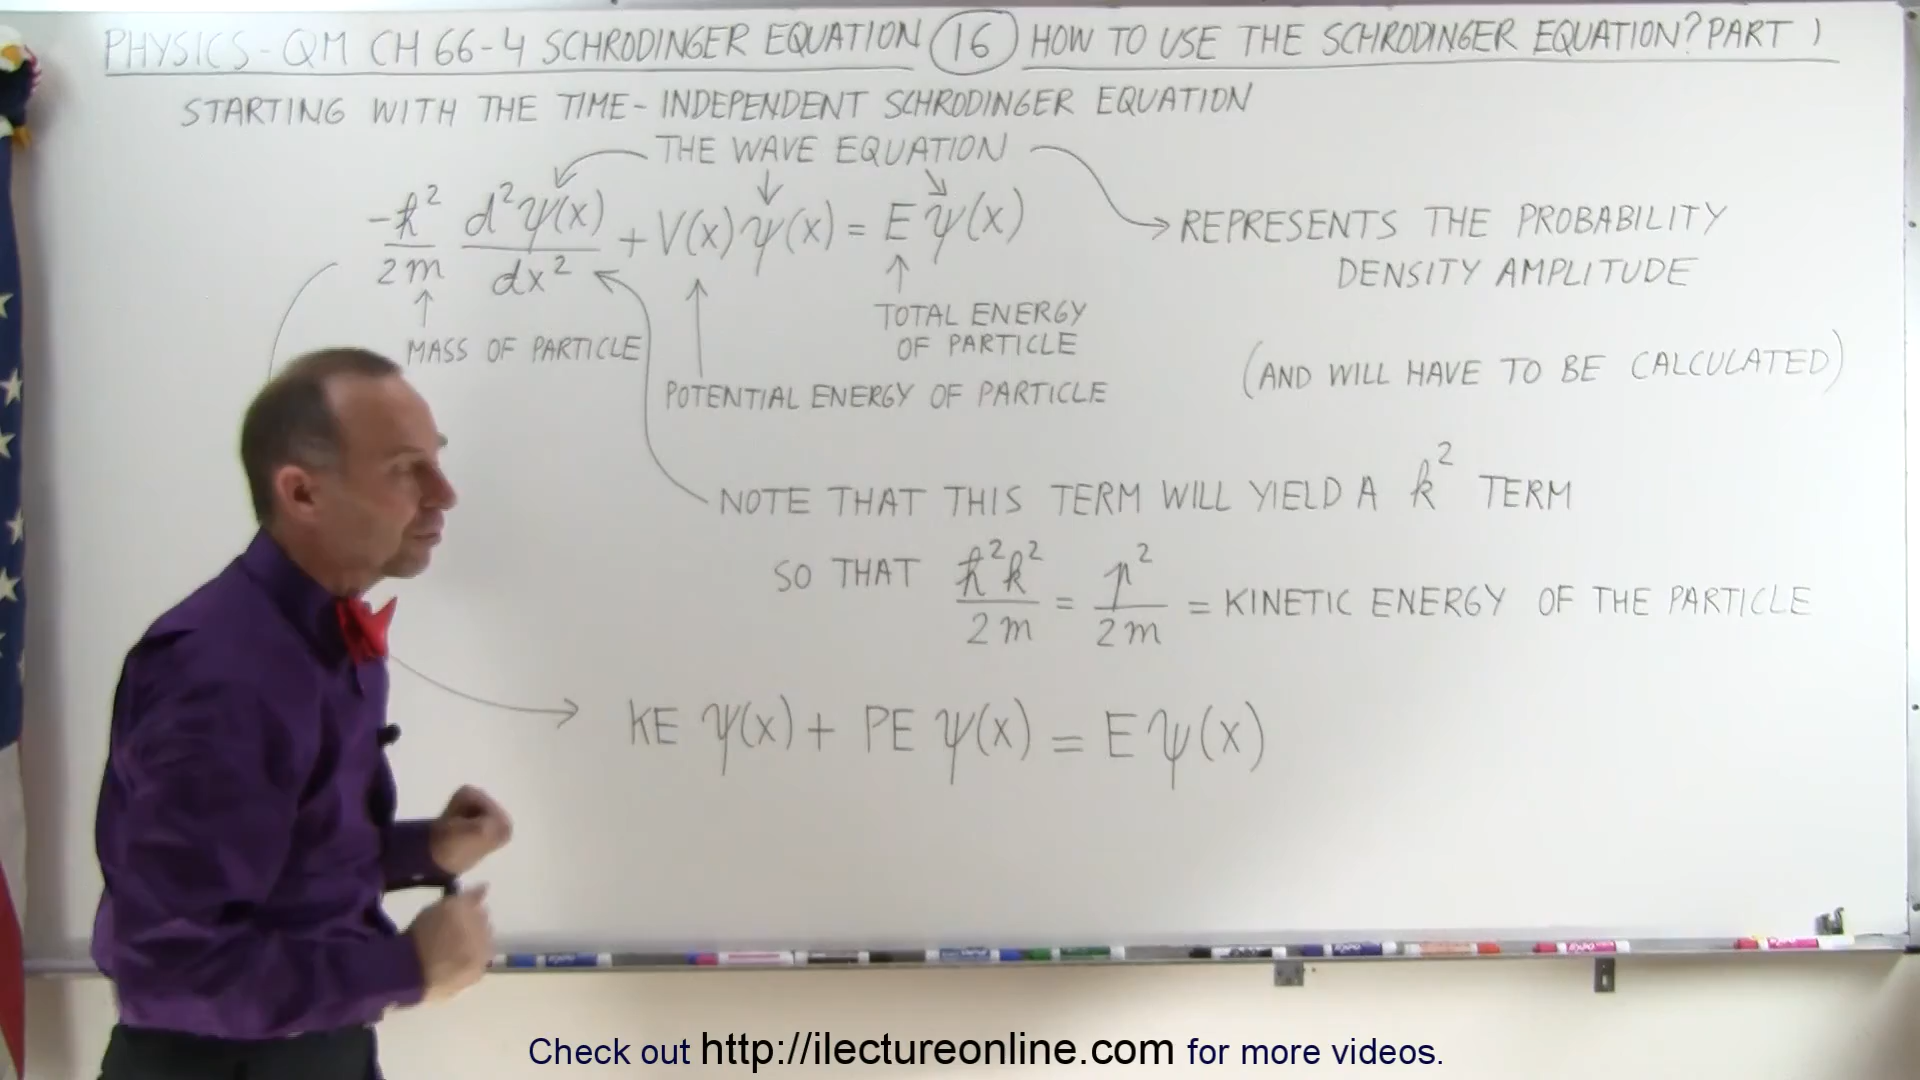 PHYSICS - QM CH 66-4 SCHRODINGER EQUATION 16 HOW TO USE THE SCHRODINGER EQUATION? PART 1
STARTING WITH THE TIME-INDEPENDENT SCHRODINGER EQUATION
THE WAVE EQUATION
-ℏ²/2m d²ψ(x)/dx² + V(x)ψ(x) = Eψ(x)
REPRESENTS THE PROBABILITY
DENSITY AMPLITUDE
MASS OF PARTICLE
TOTAL ENERGY
OF PARTICLE
POTENTIAL ENERGY OF PARTICLE
(AND WILL HAVE TO BE CALCULATED)
NOTE THAT THIS TERM WILL YIELD A k² TERM
SO THAT ℏ²k²/2m = p²/2m = KINETIC ENERGY OF THE PARTICLE
KE ψ(x) + PE ψ(x) = Eψ(x)
Check out http://ilectureonline.com for more videos.